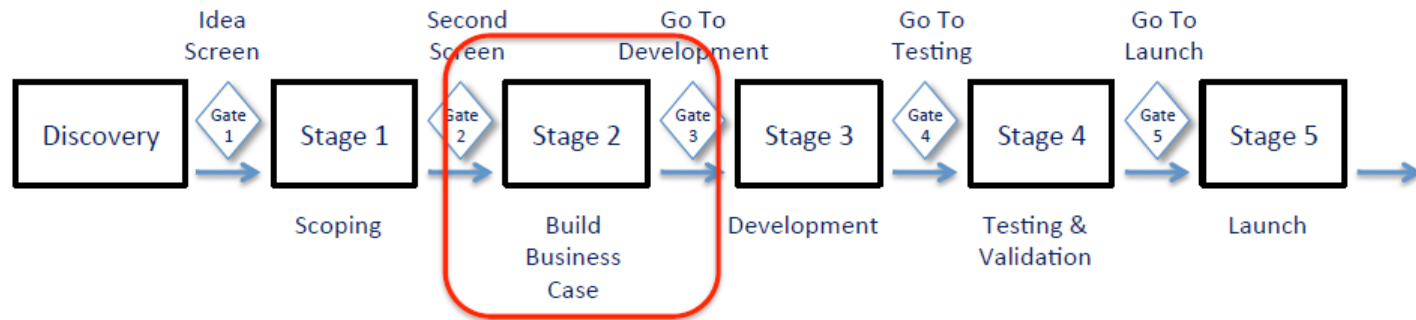 Idea
Screen
Second
Screen
Go To
Development
Go To
Testing
Go To
Launch
Discovery
Gate
1
Stage 1
Gate
2
Stage 2
Gate
3
Stage 3
Gate
4
Stage 4
Gate
5
Stage 5
Scoping
Build
Business
Case
Development
Testing &
Validation
Launch